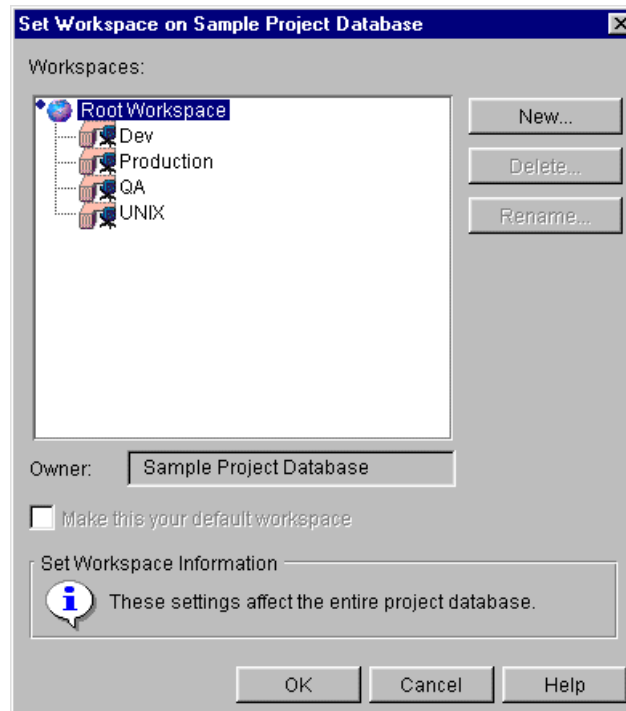 Set Workspace on Sample Project Database
Workspaces:
Root Workspace
Dev
Production
QA
UNIX
New...
Delete...
Rename...
Owner:
Sample Project Database
Make this your default workspace
Set Workspace Information
These settings affect the entire project database.
OK
Cancel
Help